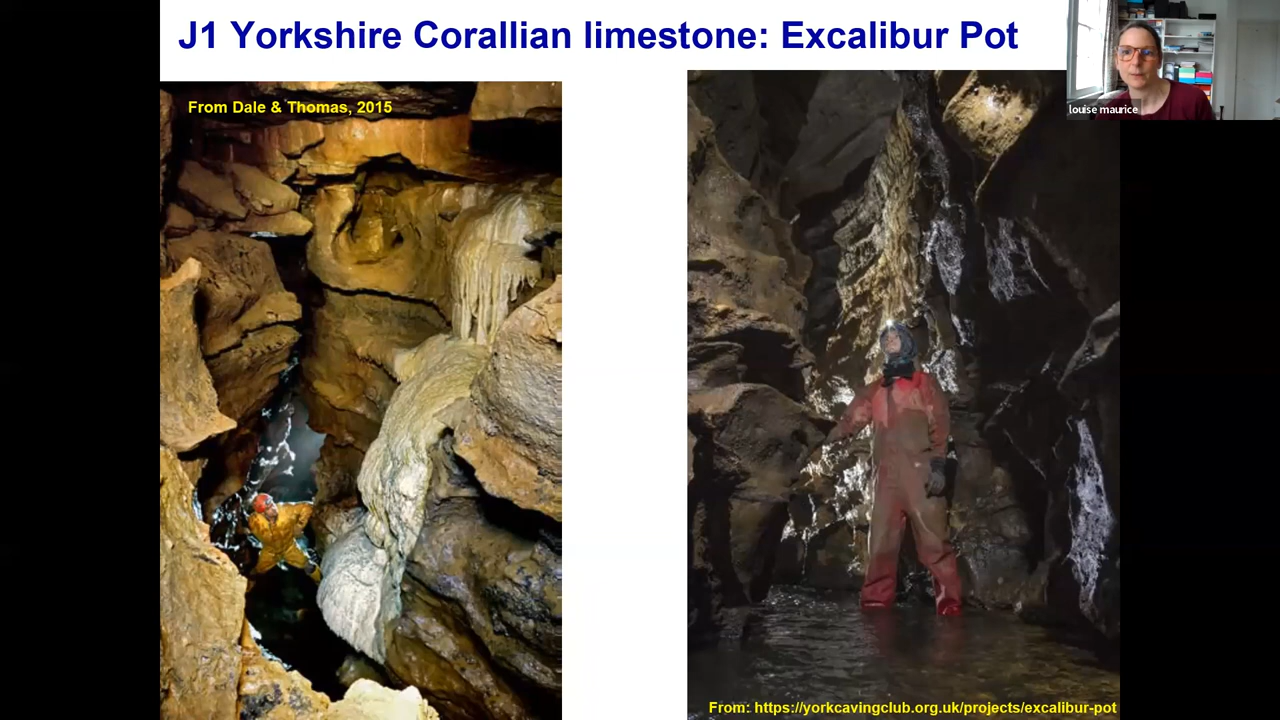 J1 Yorkshire Corallian limestone: Excalibur Pot
From Dale & Thomas, 2015
louise maurice
From: https://yorkcavingclub.org.uk/projects/excalibur-pot